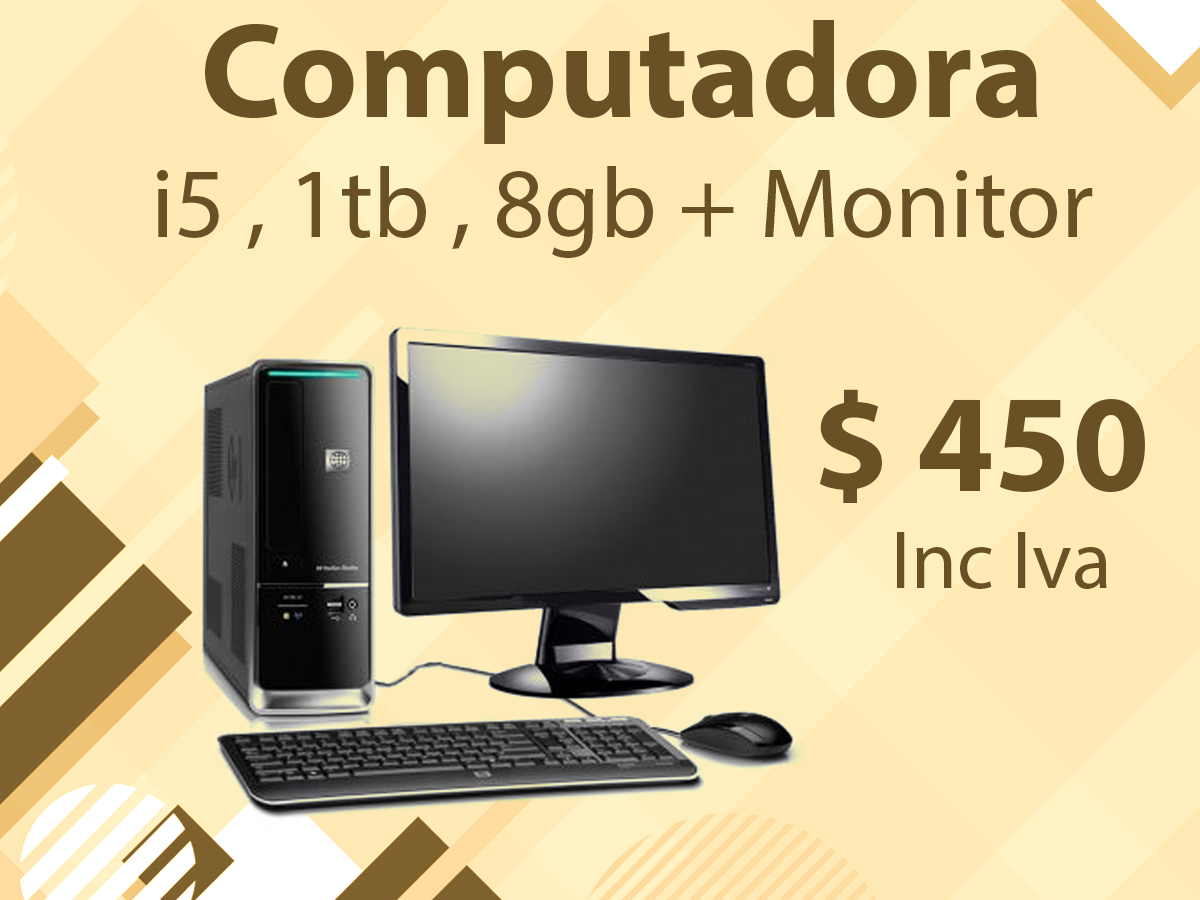 Computadora
i5 , 1tb , 8gb + Monitor
$ 450
Inc Iva